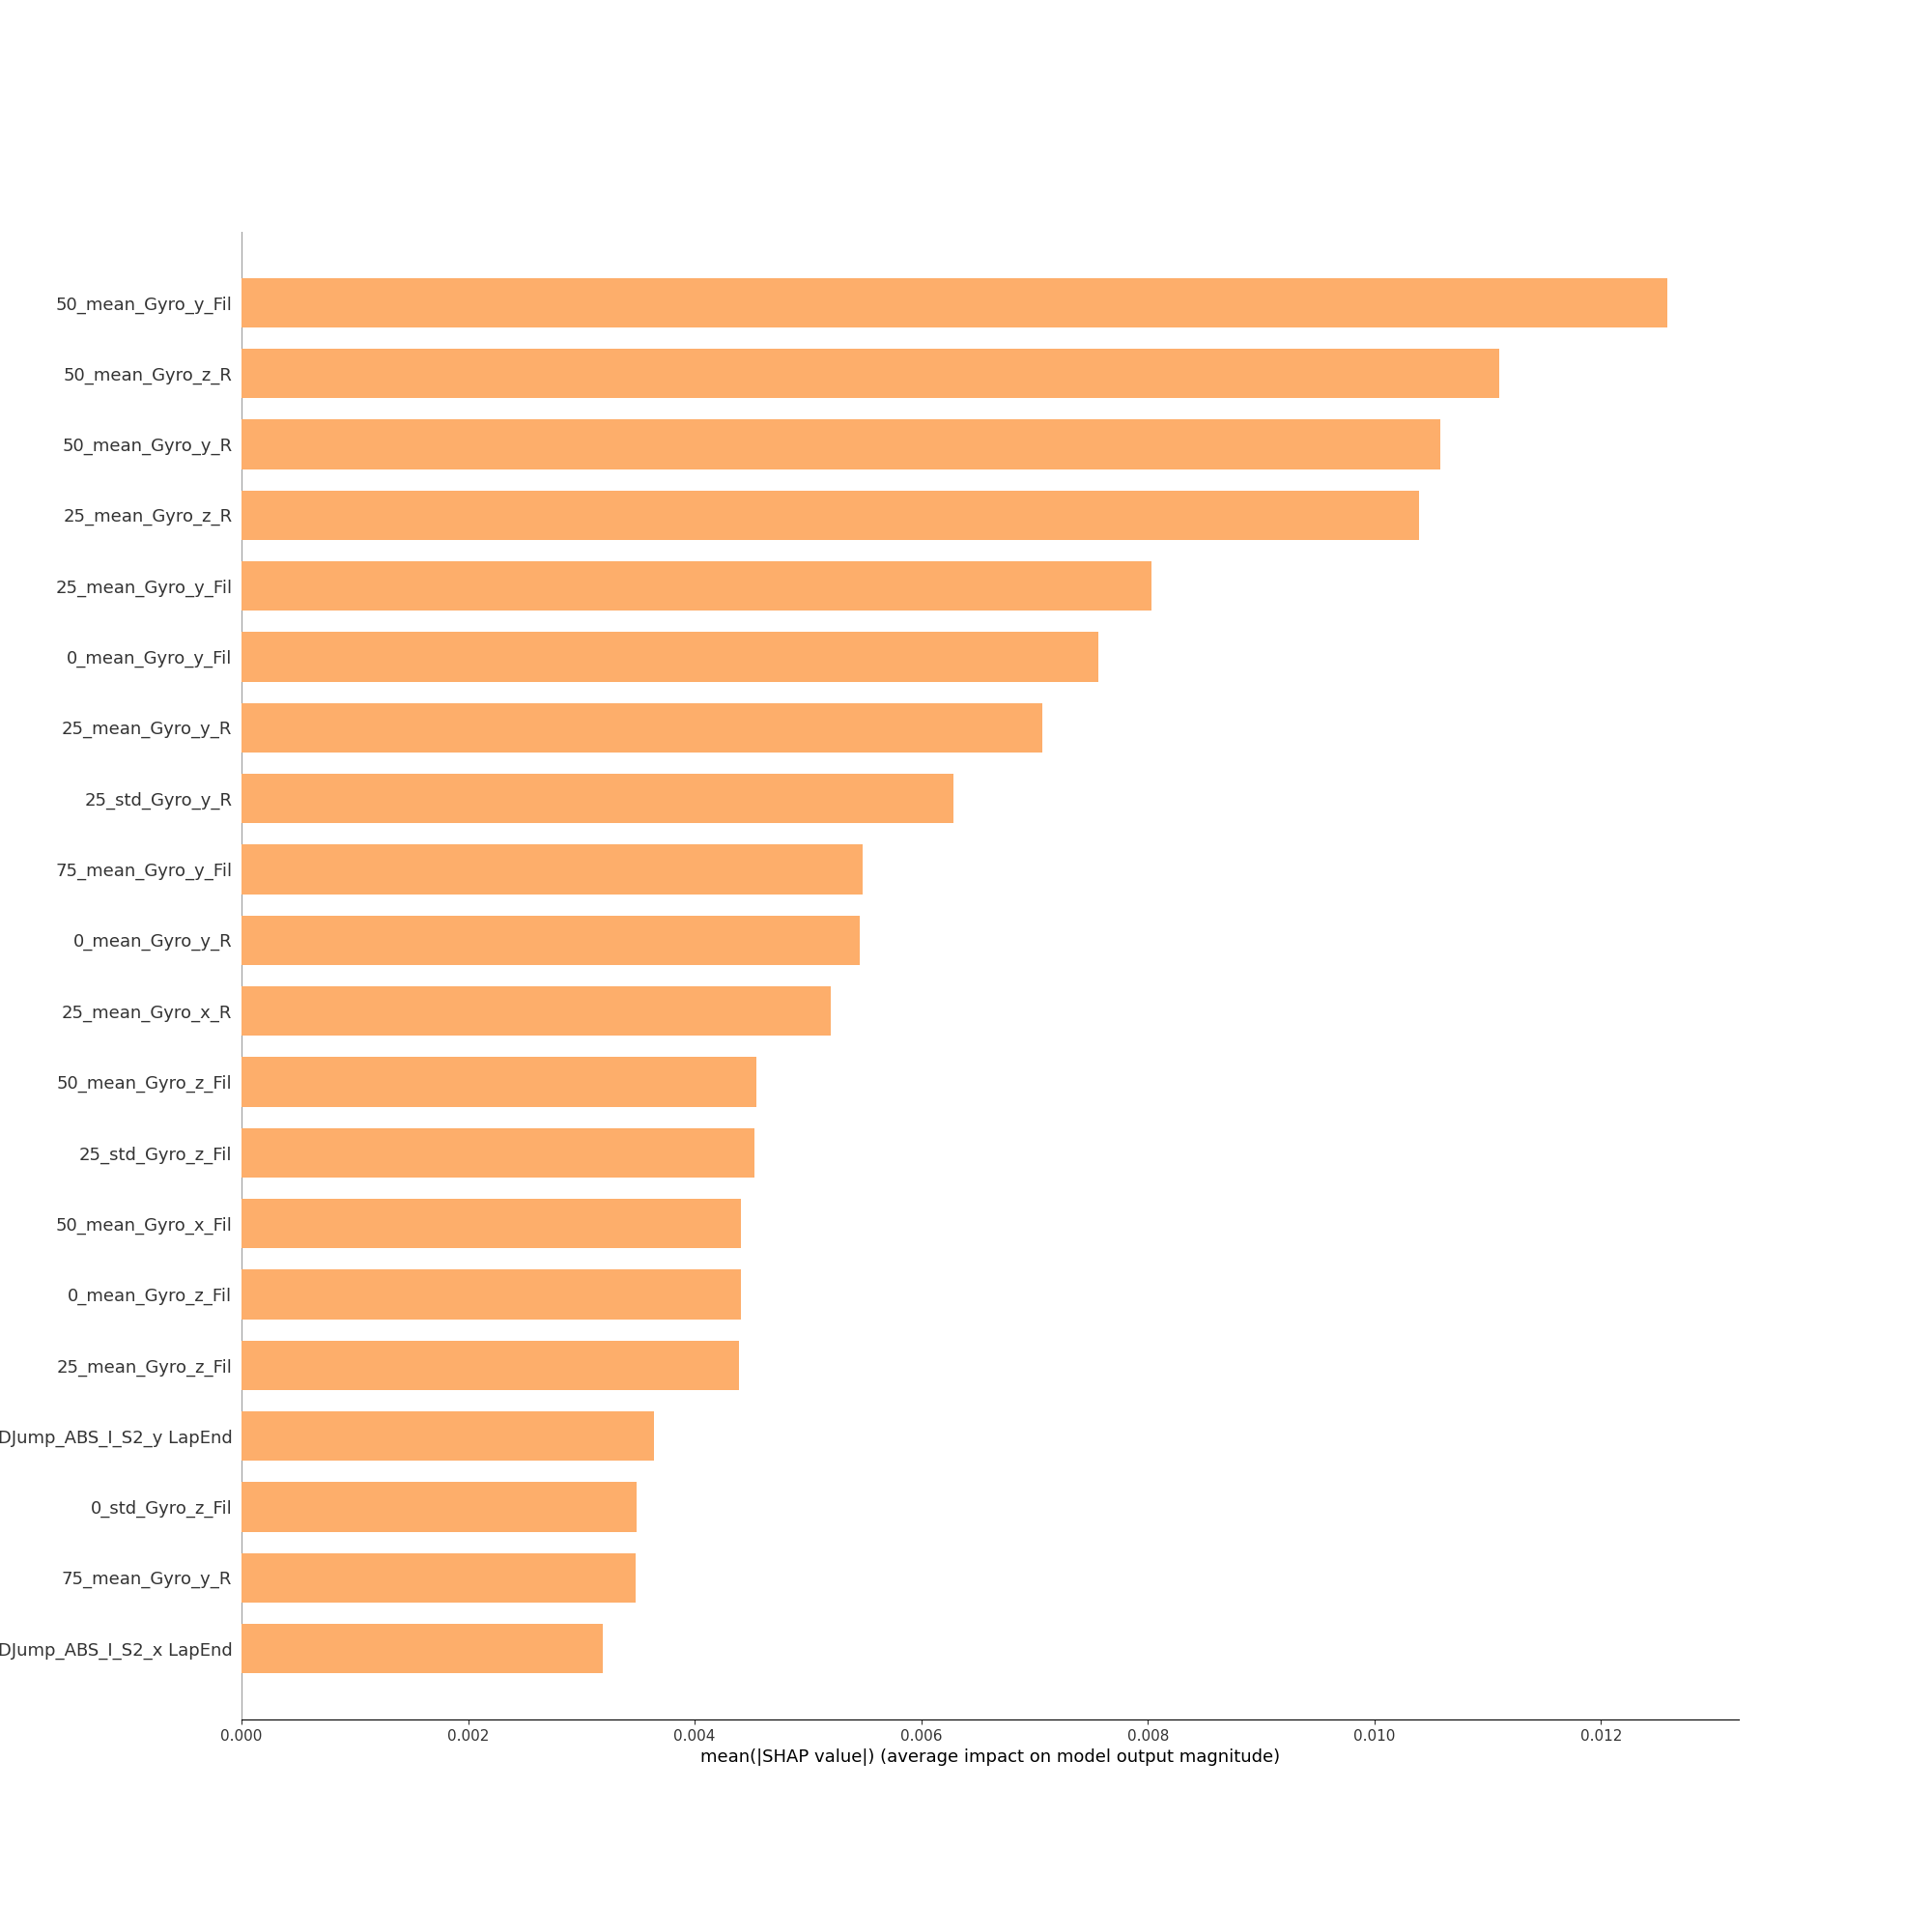 50_mean_Gyro_y_Fil
50_mean_Gyro_z_R
50_mean_Gyro_y_R
25_mean_Gyro_z_R
25_mean_Gyro_y_Fil
0_mean_Gyro_y_Fil
25_mean_Gyro_y_R
25_std_Gyro_y_R
75_mean_Gyro_y_Fil
0_mean_Gyro_y_R
25_mean_Gyro_x_R
50_mean_Gyro_z_Fil
25_std_Gyro_z_Fil
50_mean_Gyro_x_Fil
0_mean_Gyro_z_Fil
25_mean_Gyro_z_Fil
DJump_ABS_I_S2_y LapEnd
0_std_Gyro_z_Fil
75_mean_Gyro_y_R
DJump_ABS_I_S2_x LapEnd
0.000 0.002 0.004 0.006 0.008 0.010 0.012
mean(|SHAP value|) (average impact on model output magnitude)